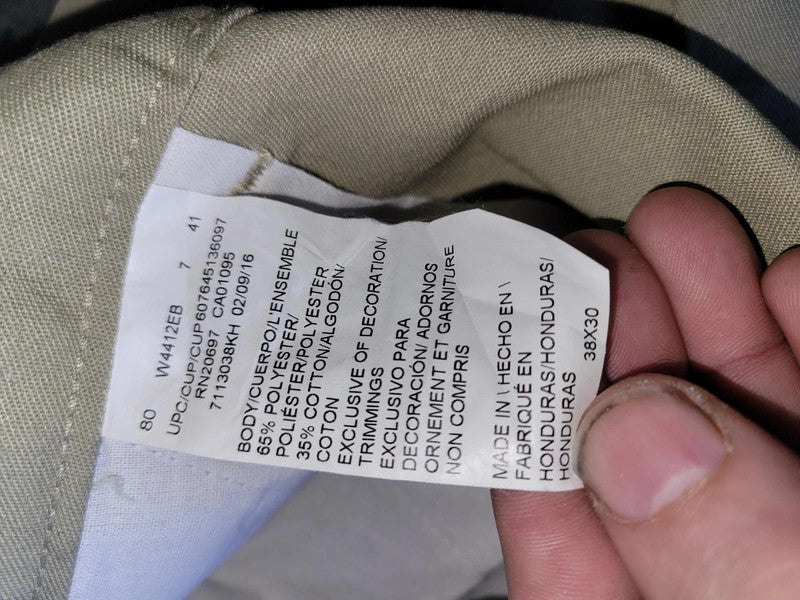 80 W4412EB 7 41
UPC/CUP/CUP 607645136097
RN20697 CA01095
7113038KH 02/09/16
BODY/CUERPO/L'ENSEMBLE
65% POLYESTER/
POLIÉSTER/POLYESTER
35% COTTON/ALGODÓN/
COTON
EXCLUSIVE OF DECORATION/
TRIMMINGS
EXCLUSIVO PARA
DECORACIÓN/ ADORNOS
ORNEMENT ET GARNITURE
NON COMPRIS
MADE IN \ HECHO EN \
FABRIQUÉ EN
HONDURAS/HONDURAS/
HONDURAS 38X30